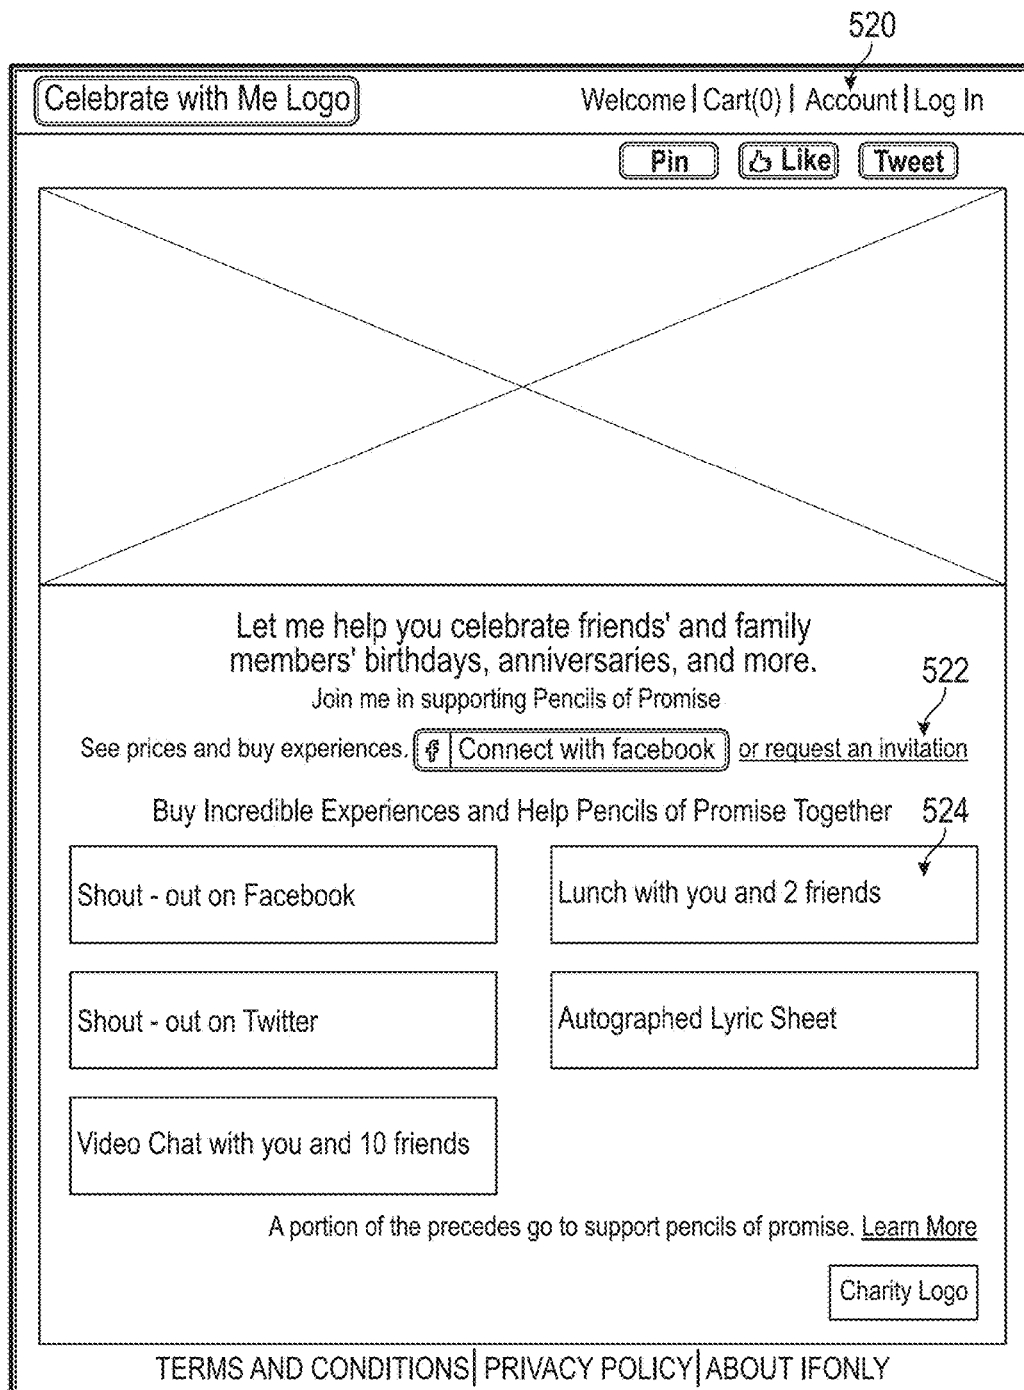 520
Celebrate with Me Logo
Welcome | Cart(0) | Account | Log In
Pin
Like
Tweet
Let me help you celebrate friends' and family
members' birthdays, anniversaries, and more.
Join me in supporting Pencils of Promise
522
See prices and buy experiences. f | Connect with facebook or request an invitation
Buy Incredible Experiences and Help Pencils of Promise Together
524
Shout - out on Facebook
Lunch with you and 2 friends
Shout - out on Twitter
Autographed Lyric Sheet
Video Chat with you and 10 friends
A portion of the precedes go to support pencils of promise. Learn More
Charity Logo
TERMS AND CONDITIONS | PRIVACY POLICY | ABOUT IFONLY